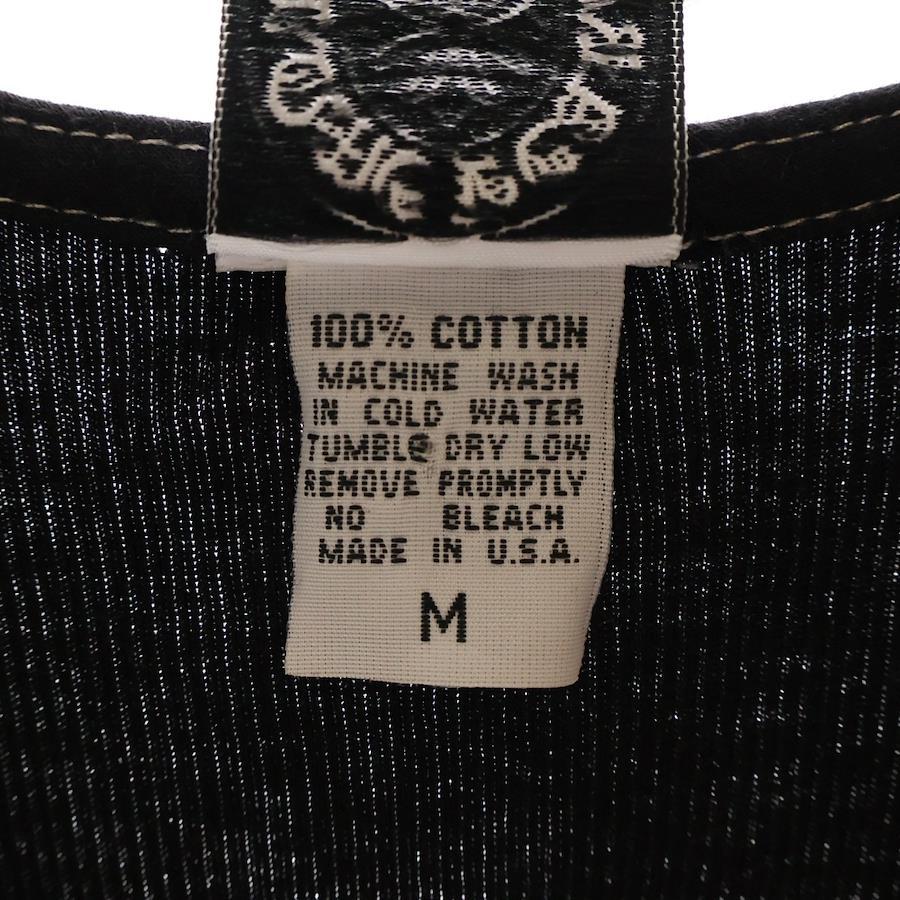 100% COTTON
MACHINE WASH
IN COLD WATER
TUMBLE DRY LOW
REMOVE PROMPTLY
NO BLEACH
MADE IN U.S.A.
M